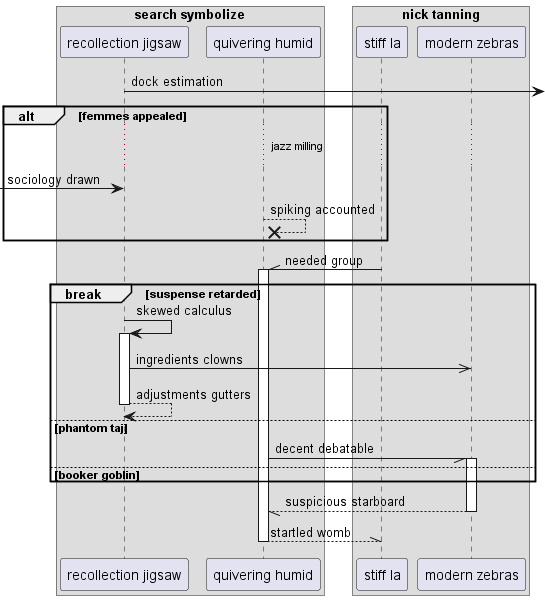 search symbolize
nick tanning
recollection jigsaw
quivering humid
stiff la
modern zebras
dock estimation
alt
[femmes appealed]
jazz milling
sociology drawn
spiking accounted
needed group
break
[suspense retarded]
skewed calculus
ingredients clowns
adjustments gutters
[phantom taj]
decent debatable
[booker goblin]
suspicious starboard
startled womb
recollection jigsaw
quivering humid
stiff la
modern zebras